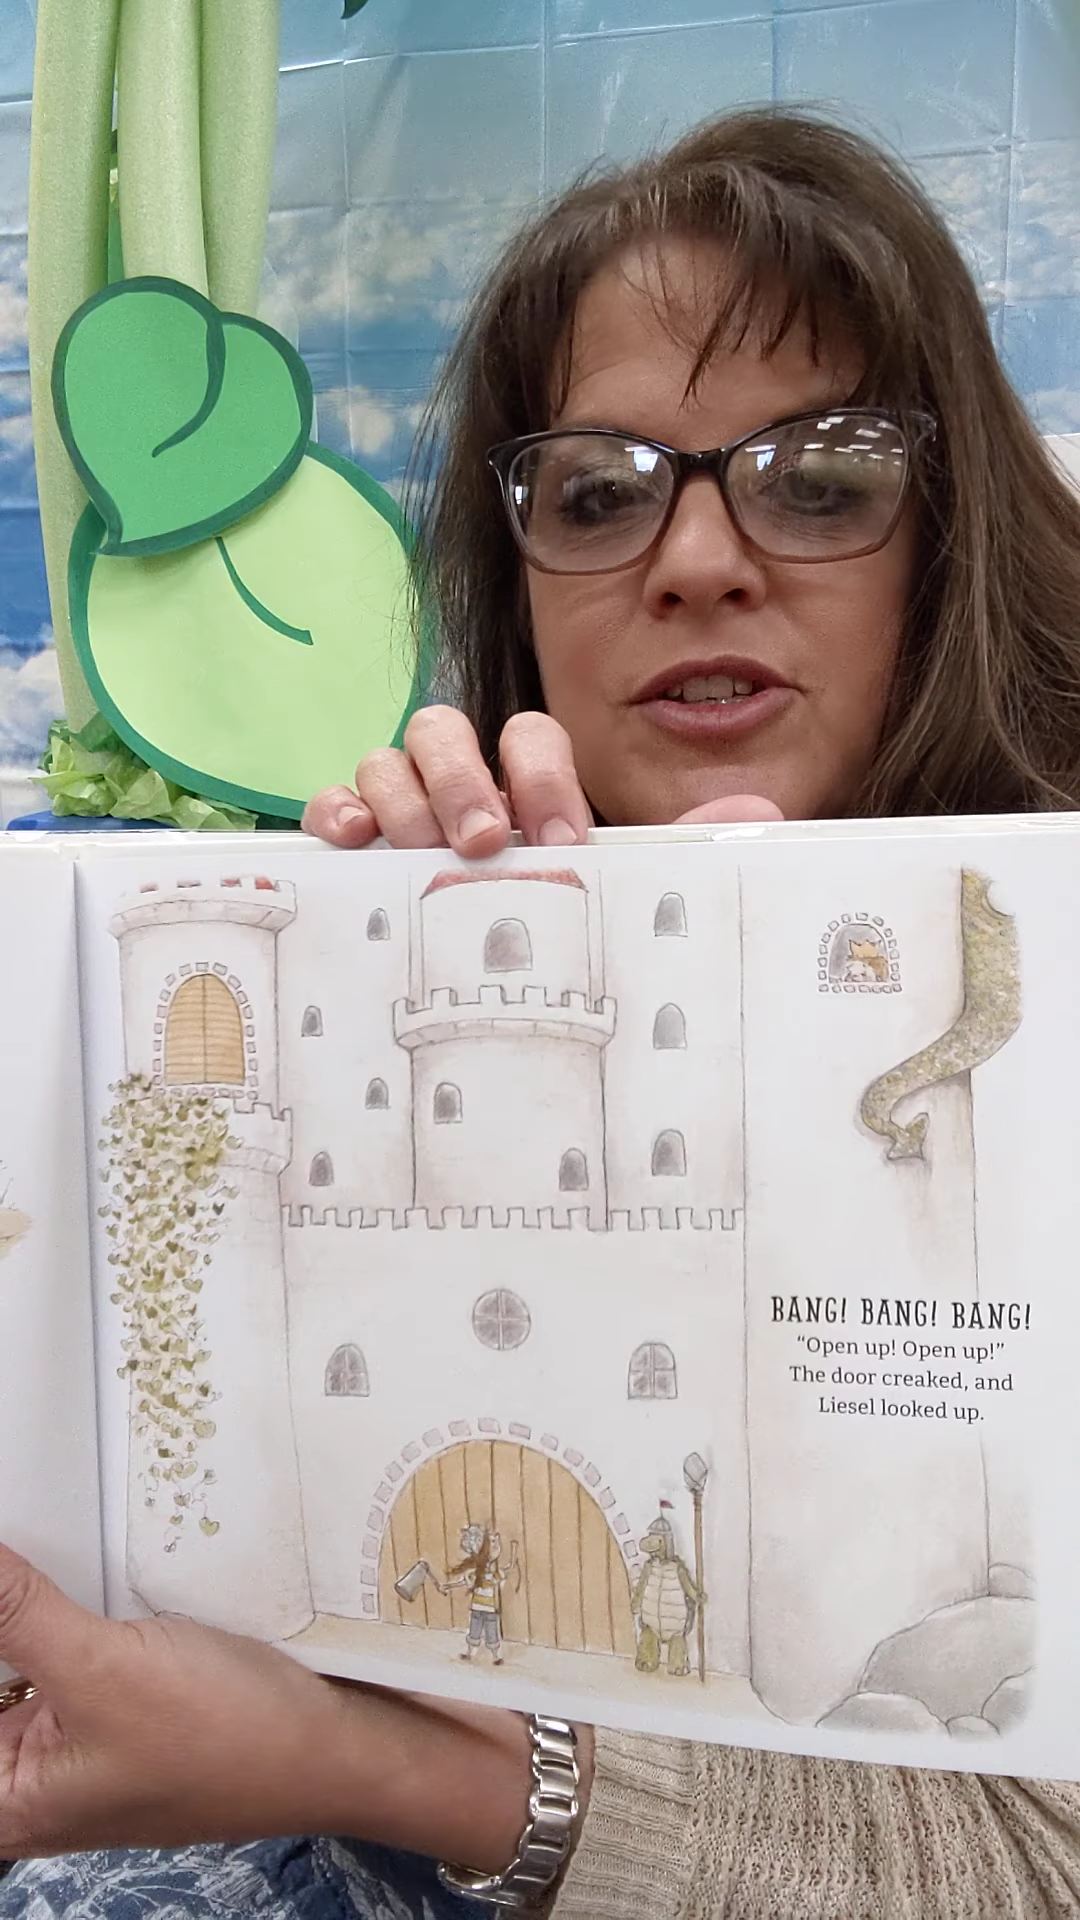 BANG! BANG! BANG!
“Open up! Open up!”
The door creaked, and
Liesel looked up.